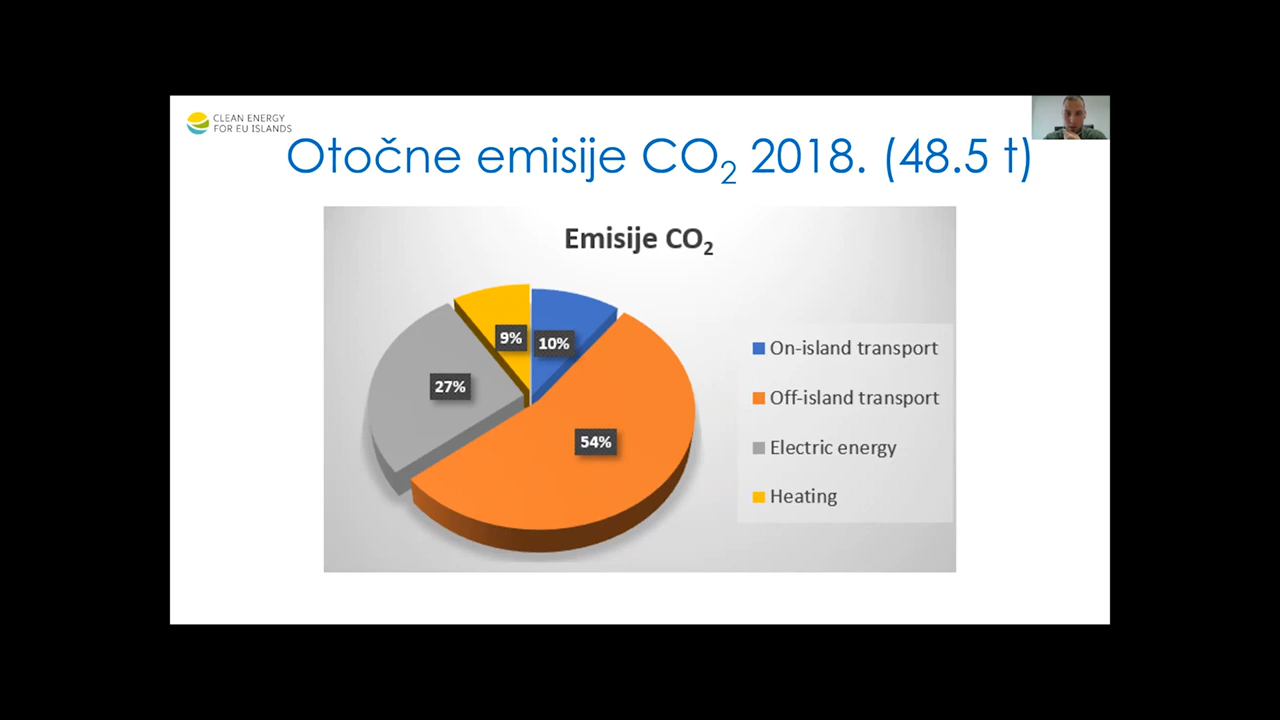 CLEAN ENERGY
FOR EU ISLANDS
Otočne emisije CO₂ 2018. (48.5 t)
Emisije CO₂
9%
10%
27%
54%
On-island transport
Off-island transport
Electric energy
Heating